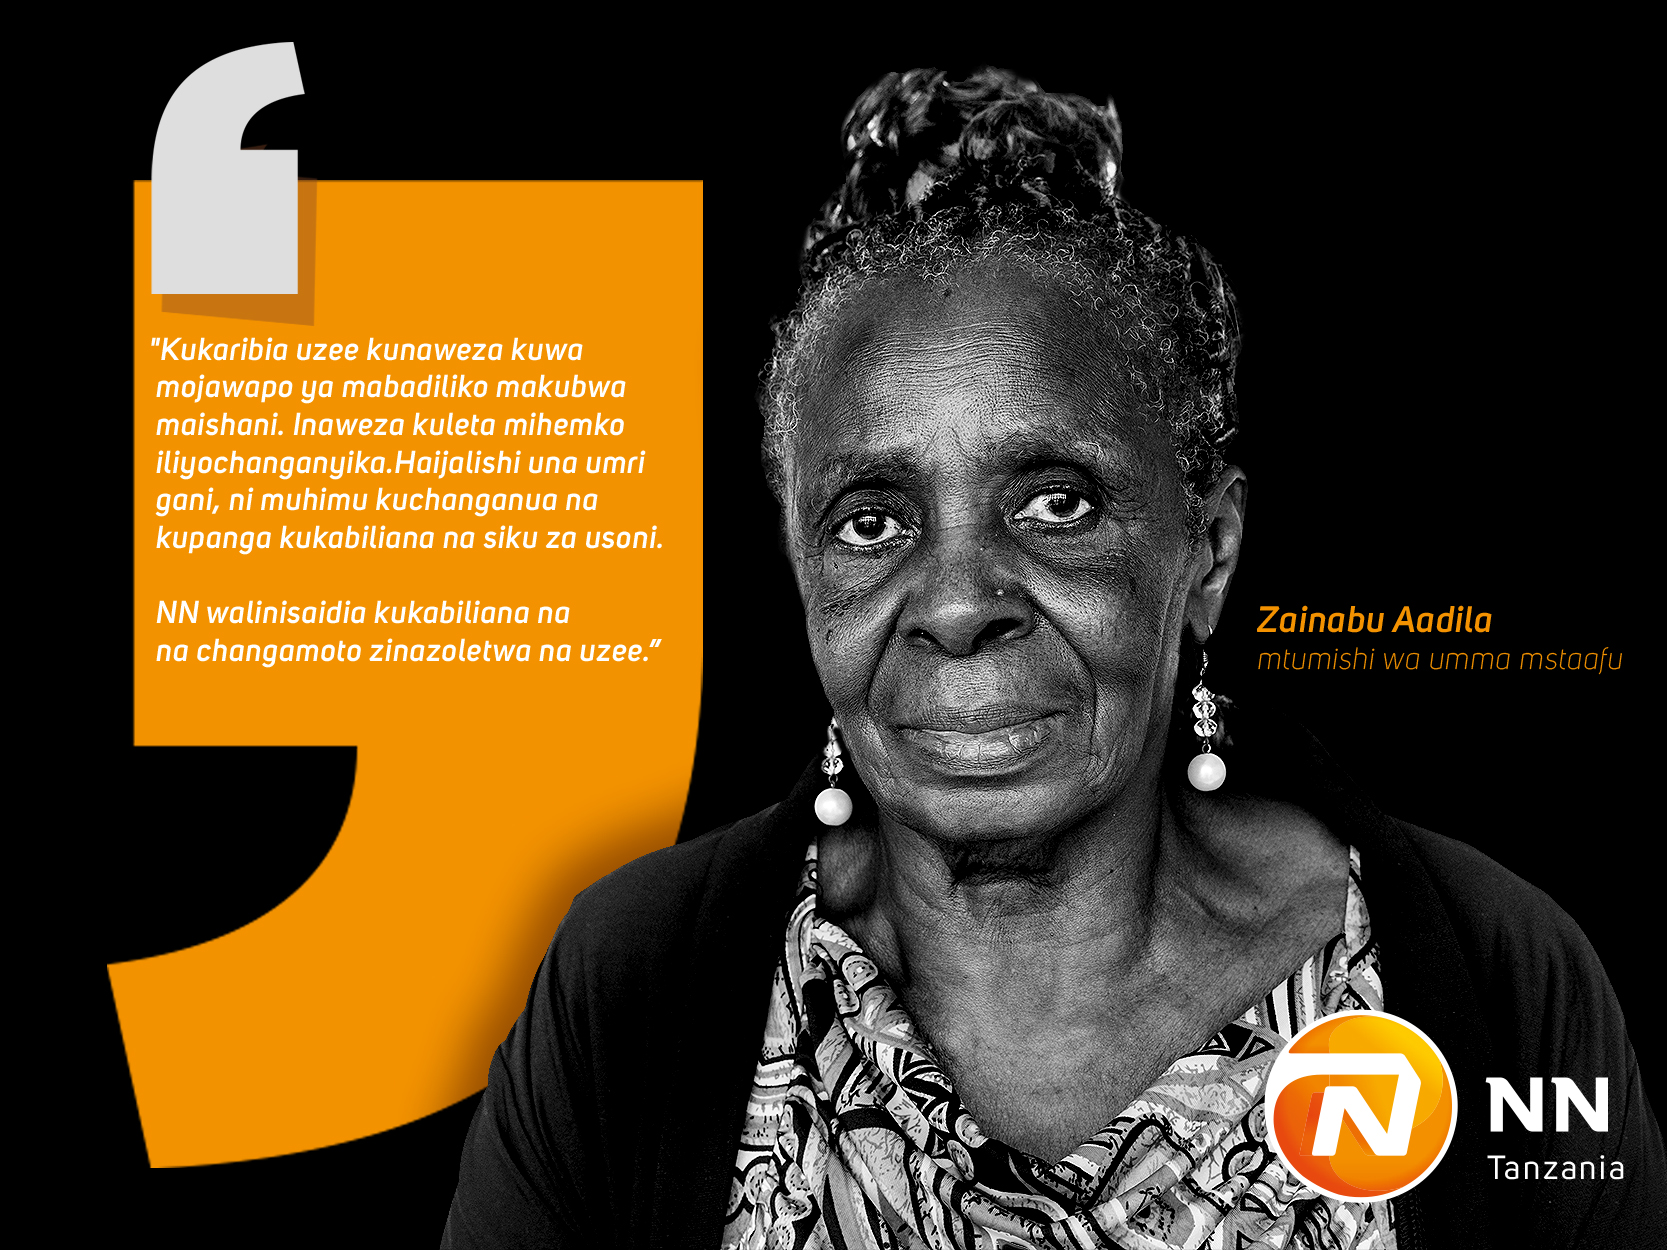 "Kukaribia uzee kunaweza kuwa
mojawapo ya mabadiliko makubwa
maishani. Inaweza kuleta mihemko
iliyochanganyika.Haijalishi una umri
gani, ni muhimu kuchanganua na
kupanga kukabiliana na siku za usoni.
NN walinisaidia kukabiliana na
na changamoto zinazoletwa na uzee.”
Zainabu Aadila
mtumishi wa umma mstaafu
NN
Tanzania